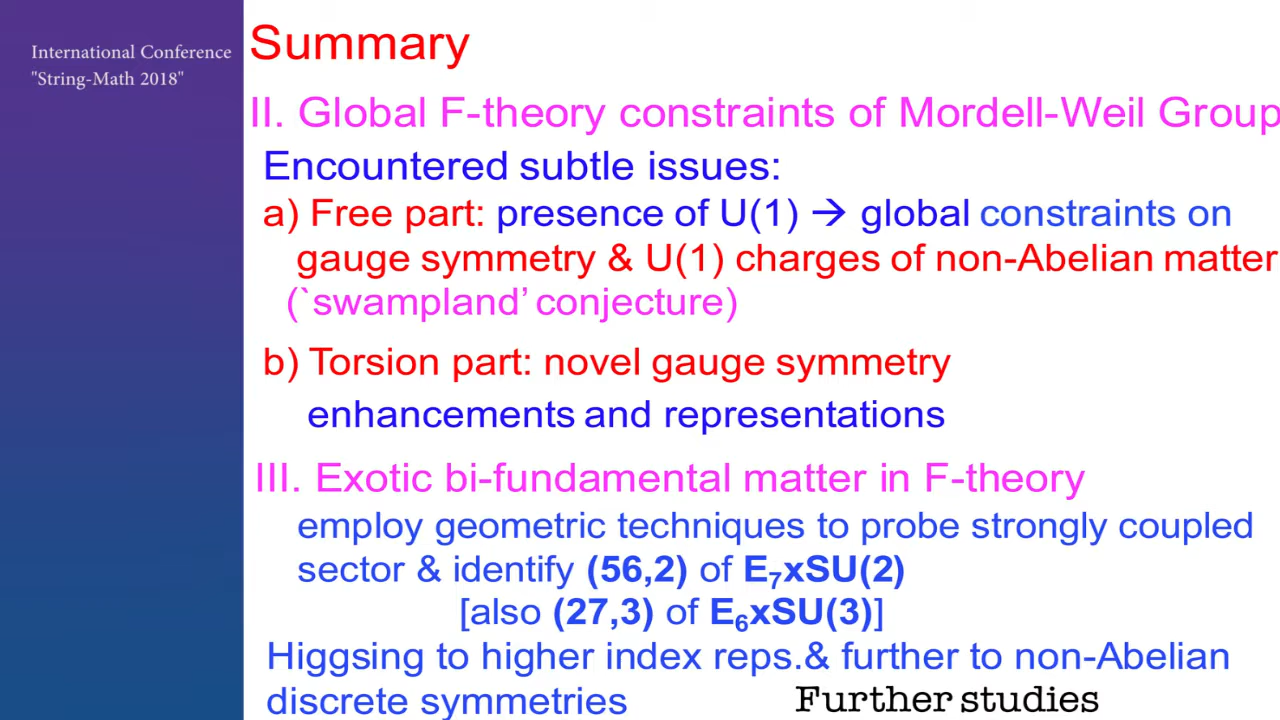 International Conference
"String-Math 2018"
Summary
II. Global F-theory constraints of Mordell-Weil Group
Encountered subtle issues:
a) Free part: presence of U(1) → global constraints on
gauge symmetry & U(1) charges of non-Abelian matter
(`swampland’ conjecture)
b) Torsion part: novel gauge symmetry
enhancements and representations
III. Exotic bi-fundamental matter in F-theory
employ geometric techniques to probe strongly coupled
sector & identify (56,2) of E₇xSU(2)
[also (27,3) of E₆xSU(3)]
Higgsing to higher index reps.& further to non-Abelian
discrete symmetries
Further studies